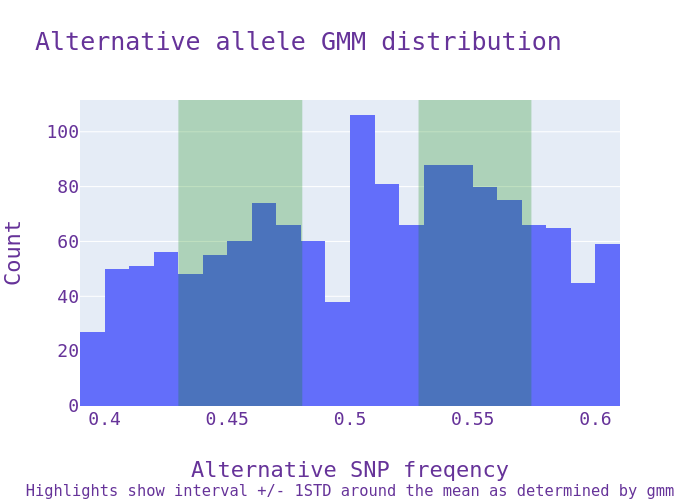 Alternative allele GMM distribution
100
80
60
40
20
0
Count
0.4 0.45 0.5 0.55 0.6
Alternative SNP freqency
Highlights show interval +/- 1STD around the mean as determined by gmm